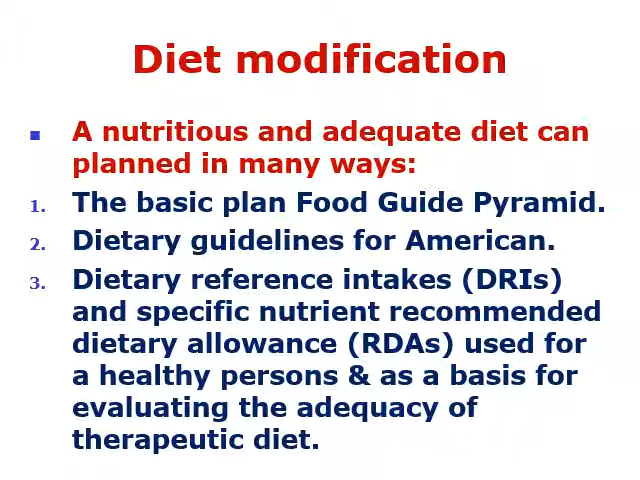 Diet modification
■ A nutritious and adequate diet can
planned in many ways:
1. The basic plan Food Guide Pyramid.
2. Dietary guidelines for American.
3. Dietary reference intakes (DRIs)
and specific nutrient recommended
dietary allowance (RDAs) used for
a healthy persons & as a basis for
evaluating the adequacy of
therapeutic diet.